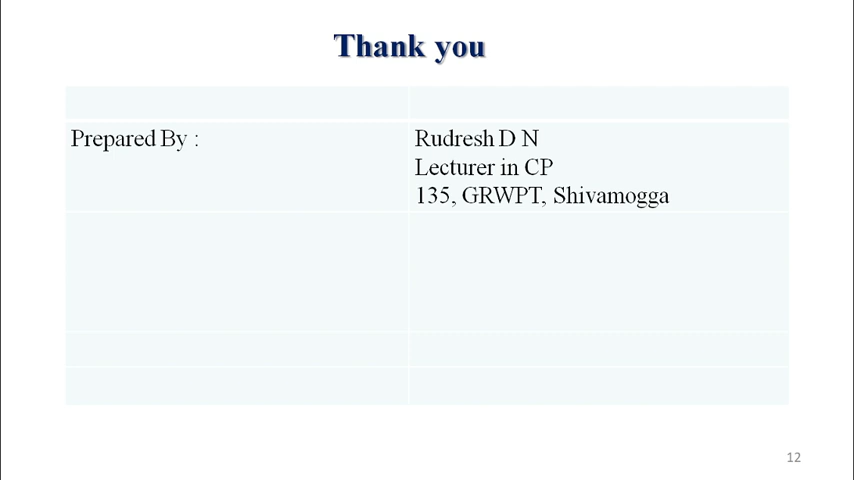 Thank you
Prepared By :
Rudresh D N
Lecturer in CP
135, GRWPT, Shivamogga
12